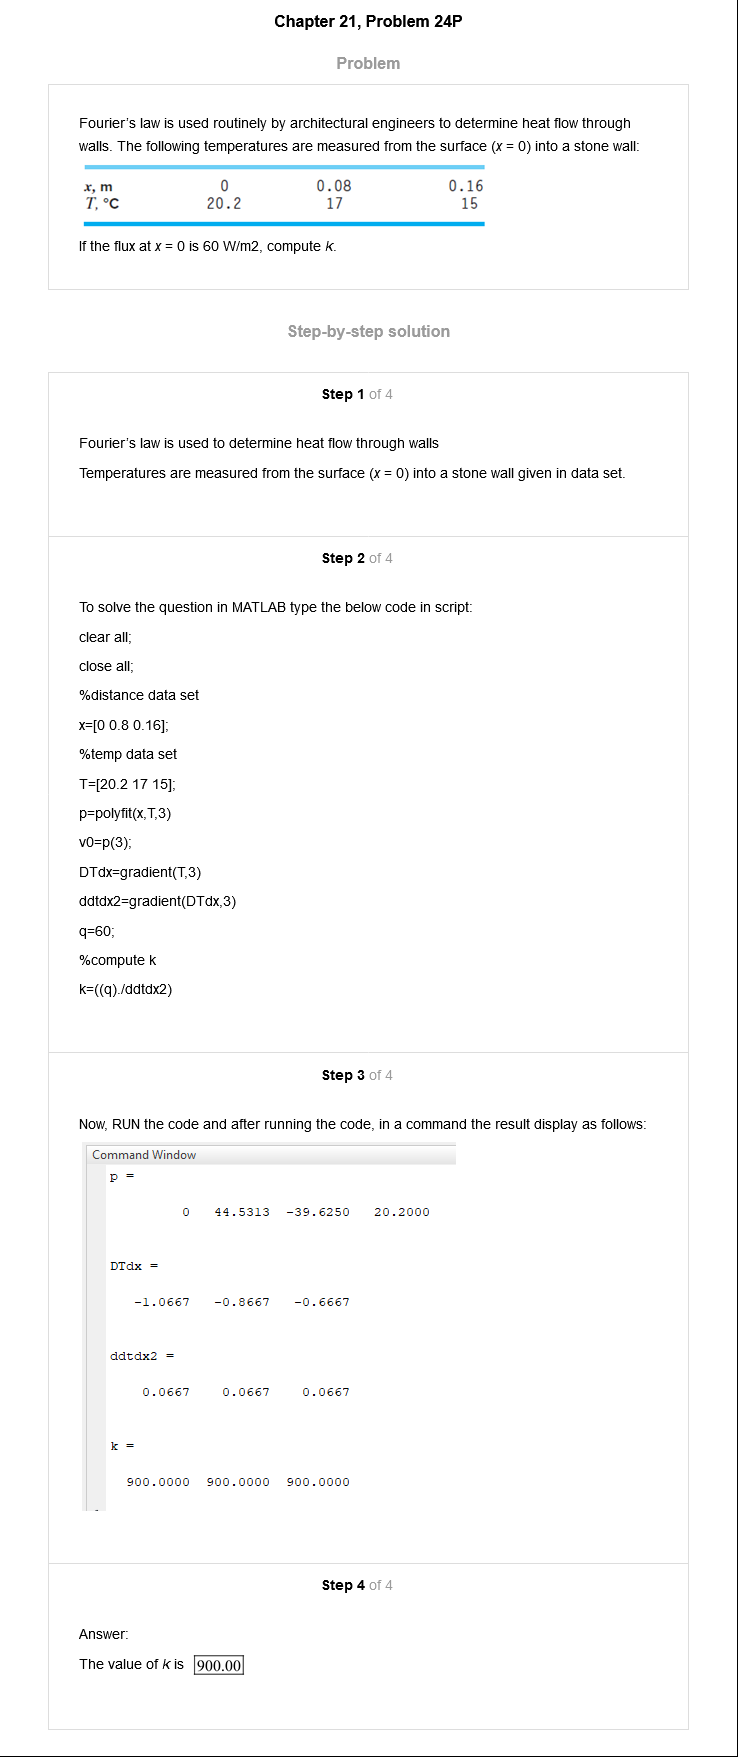 Chapter 21, Problem 24P
Problem
Fourier's law is used routinely by architectural engineers to determine heat flow through
walls. The following temperatures are measured from the surface (x = 0) into a stone wall:
x, m 0 0.08 0.16
T, °C 20.2 17 15
If the flux at x = 0 is 60 W/m2, compute k.
Step-by-step solution
Step 1 of 4
Fourier's law is used to determine heat flow through walls
Temperatures are measured from the surface (x = 0) into a stone wall given in data set.
Step 2 of 4
To solve the question in MATLAB type the below code in script:
clear all;
close all;
%distance data set
x=[0 0.8 0.16];
%temp data set
T=[20.2 17 15];
p=polyfit(x,T,3)
v0=p(3);
DTdx=gradient(T,3)
ddtdx2=gradient(DTdx,3)
q=60;
%compute k
k=((q)./ddtdx2)
Step 3 of 4
Now, RUN the code and after running the code, in a command the result display as follows:
Command Window
p =
0 44.5313 -39.6250 20.2000
DTdx =
-1.0667 -0.8667 -0.6667
ddtdx2 =
0.0667 0.0667 0.0667
k =
900.0000 900.0000 900.0000
Step 4 of 4
Answer:
The value of k is 900.00